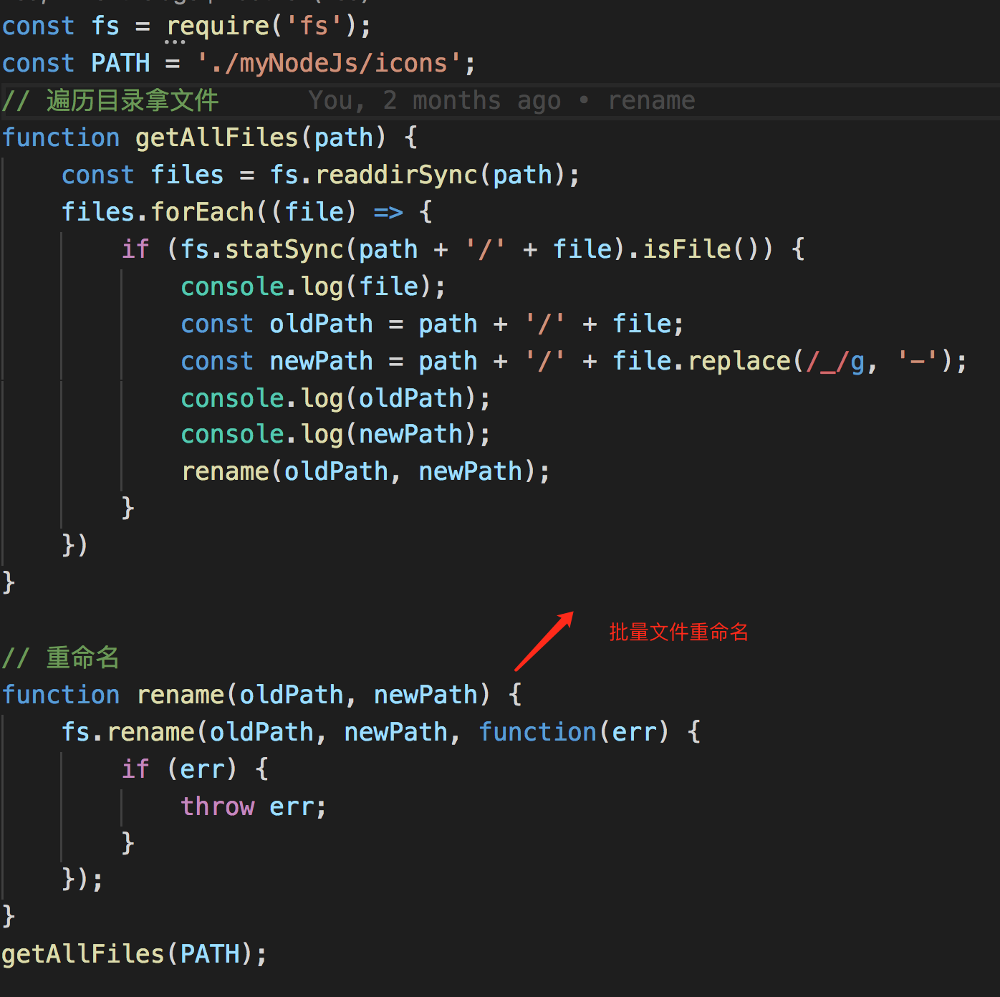 const fs = require('fs');
const PATH = './myNodeJs/icons';
// 遍历目录拿文件      You, 2 months ago • rename
function getAllFiles(path) {
    const files = fs.readdirSync(path);
    files.forEach((file) => {
        if (fs.statSync(path + '/' + file).isFile()) {
            console.log(file);
            const oldPath = path + '/' + file;
            const newPath = path + '/' + file.replace(/_/g, '-');
            console.log(oldPath);
            console.log(newPath);
            rename(oldPath, newPath);
        }
    })
}
批量文件重命名
// 重命名
function rename(oldPath, newPath) {
    fs.rename(oldPath, newPath, function(err) {
        if (err) {
            throw err;
        }
    });
}
getAllFiles(PATH);